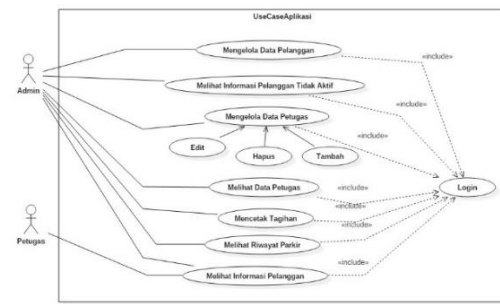 UseCaseAplikasi
Mengelola Data Pelanggan
«include»
Admin
Melihat Informasi Pelanggan Tidak Aktif
«include»
Mengelola Data Petugas
«include»
Edit
Hapus
Tambah
Melihat Data Petugas
«include»
Login
Mencetak Tagihan
«include»
Petugas
Melihat Riwayat Parkir
«include»
Melihat Informasi Pelanggan
«include»